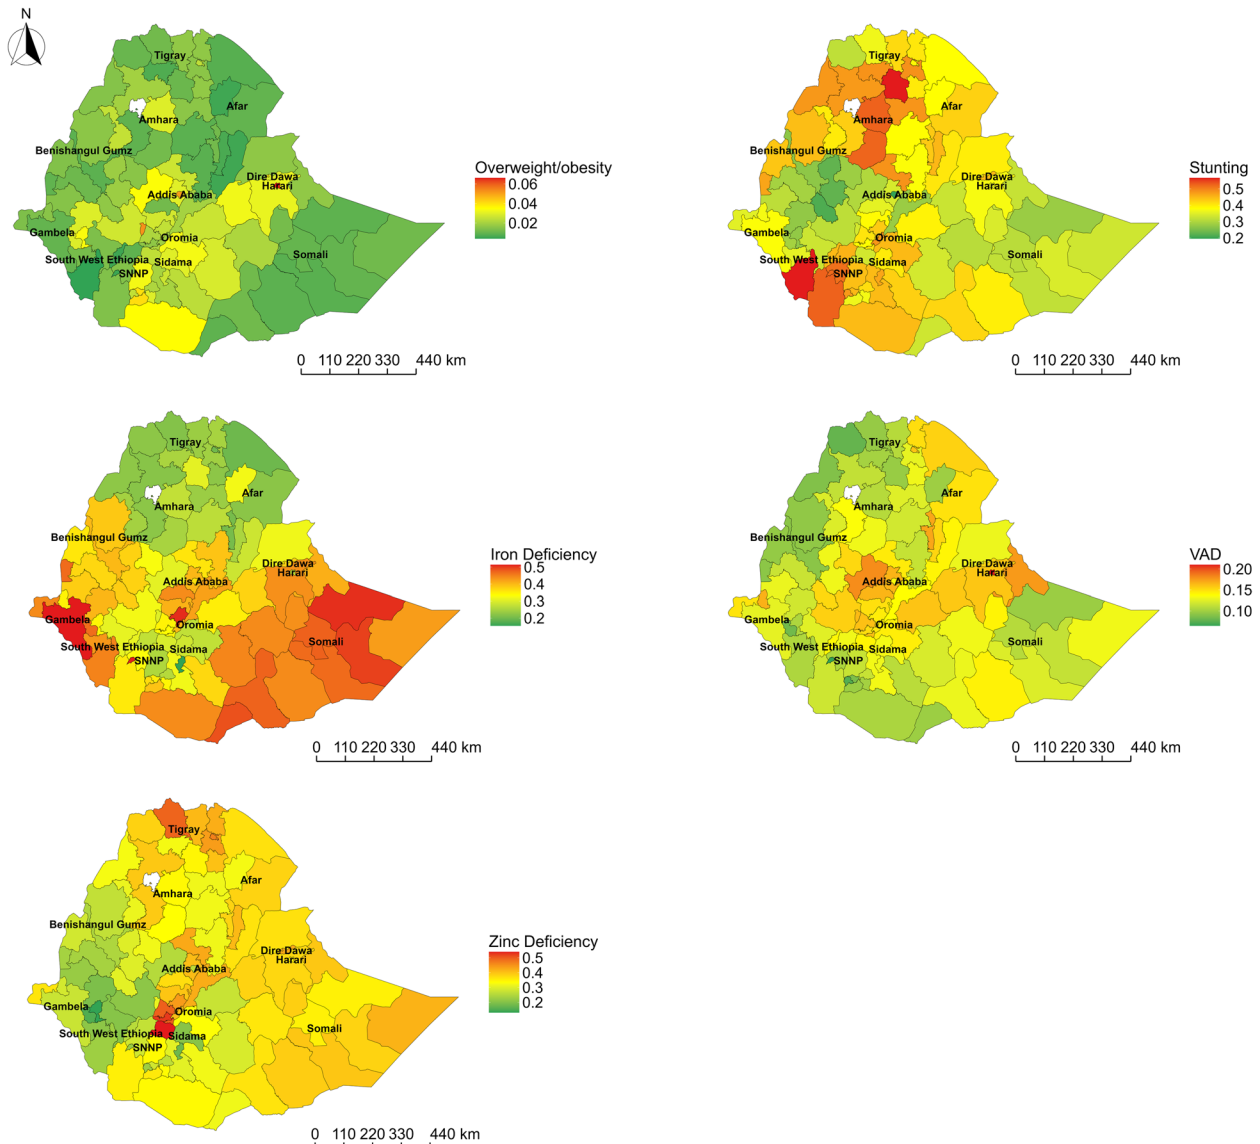 N
Tigray
Afar
Amhara
Benishangul Gumz
Dire Dawa
Harari
Addis Ababa
Gambela
Oromia
South West Ethiopia
Sidama
SNNP
Somali
Overweight/obesity
0.06
0.04
0.02
0 110 220 330 440 km
Tigray
Afar
Amhara
Benishangul Gumz
Dire Dawa
Harari
Addis Ababa
Gambela
Oromia
South West Ethiopia
SNNP
Sidama
Somali
Stunting
0.5
0.4
0.3
0.2
0 110 220 330 440 km
Tigray
Afar
Amhara
Benishangul Gumz
Dire Dawa
Harari
Addis Ababa
Gambela
Oromia
South West Ethiopia
Sidama
SNNP
Somali
Iron Deficiency
0.5
0.4
0.3
0.2
0 110 220 330 440 km
Tigray
Afar
Amhara
Benishangul Gumz
Dire Dawa
Harari
Addis Ababa
Gambela
Oromia
South West Ethiopia
Sidama
SNNP
Somali
VAD
0.20
0.15
0.10
0 110 220 330 440 km
Tigray
Afar
Amhara
Benishangul Gumz
Dire Dawa
Harari
Addis Ababa
Gambela
Oromia
South West Ethiopia
Sidama
SNNP
Somali
Zinc Deficiency
0.5
0.4
0.3
0.2
0 110 220 330 440 km